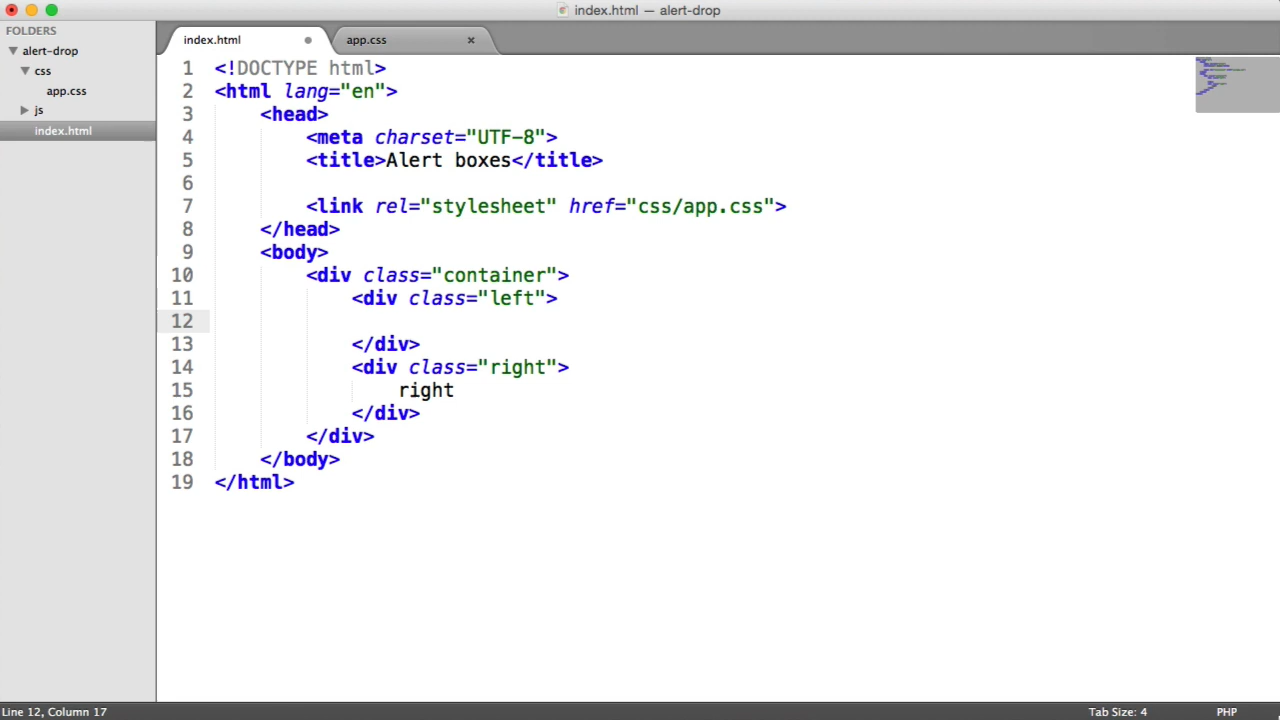 index.html — alert-drop
FOLDERS
alert-drop
css
app.css
js
index.html
index.html
app.css
1 <!DOCTYPE html>
2 <html lang="en">
3 <head>
4 <meta charset="UTF-8">
5 <title>Alert boxes</title>
6
7 <link rel="stylesheet" href="css/app.css">
8 </head>
9 <body>
10 <div class="container">
11 <div class="left">
12
13 </div>
14 <div class="right">
15 right
16 </div>
17 </div>
18 </body>
19 </html>
Line 12, Column 17
Tab Size: 4
PHP